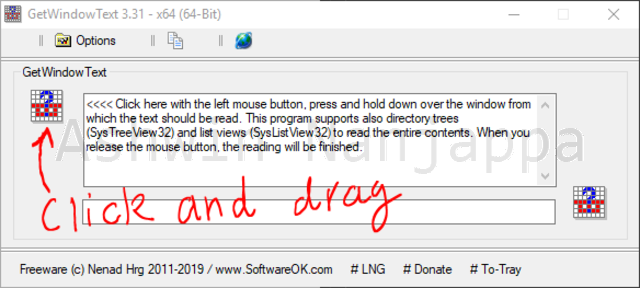 GetWindowText 3.31 - x64 (64-Bit)
Options
GetWindowText
<<<< Click here with the left mouse button, press and hold down over the window from
which the text should be read. This program supports also directory trees
(SysTreeView32) and list views (SysListView32) to read the entire contents. When you
release the mouse button, the reading will be finished.
Ashwin Nanjappa
Click and drag
Freeware (c) Nenad Hrg 2011-2019 / www.SoftwareOK.com # LNG # Donate # To-Tray